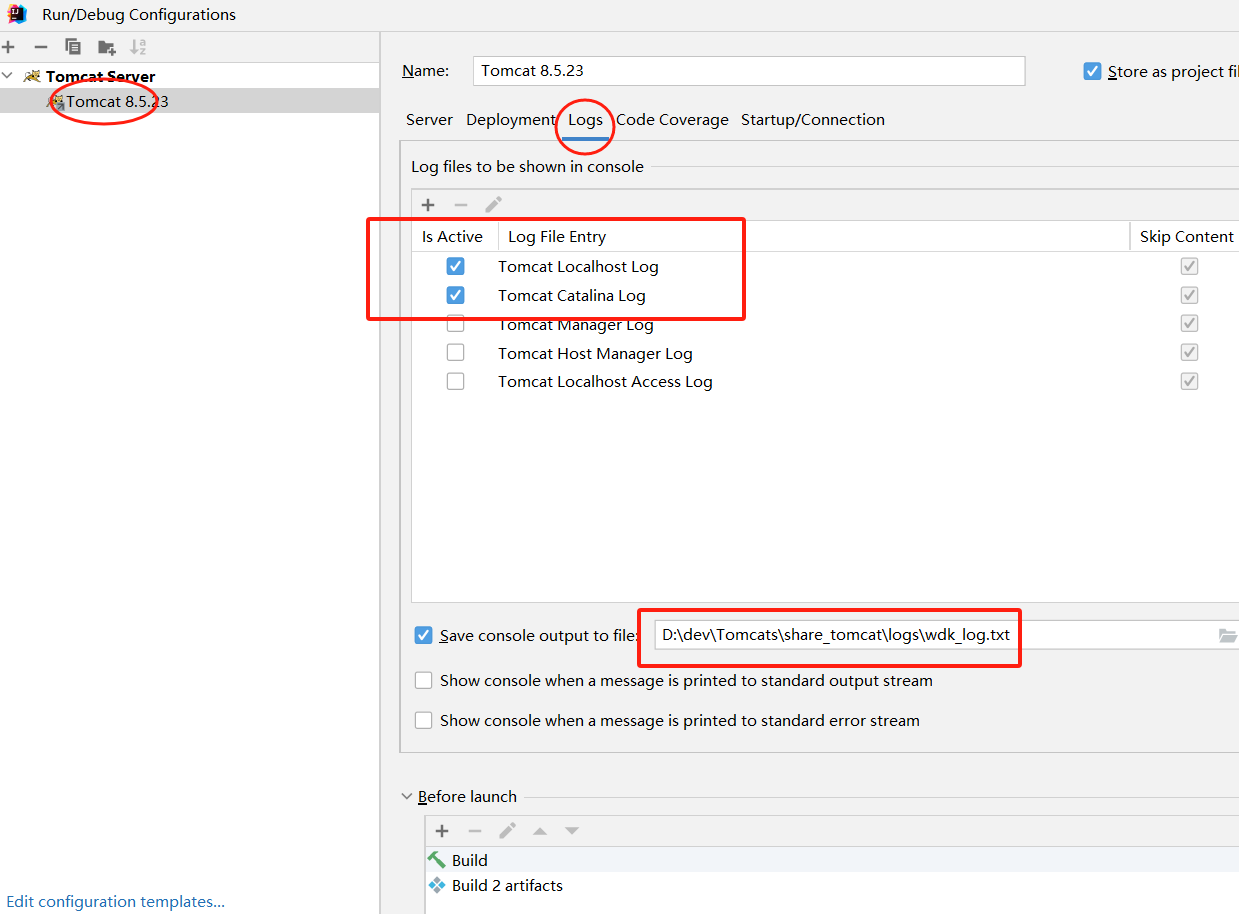 Run/Debug Configurations
Tomcat Server
Tomcat 8.5.23
Name:
Tomcat 8.5.23
Store as project fil
Server Deployment Logs Code Coverage Startup/Connection
Log files to be shown in console
Is Active Log File Entry Skip Content
Tomcat Localhost Log
Tomcat Catalina Log
Tomcat Manager Log
Tomcat Host Manager Log
Tomcat Localhost Access Log
Save console output to file: D:\dev\Tomcats\share_tomcat\logs\wdk_log.txt
Show console when a message is printed to standard output stream
Show console when a message is printed to standard error stream
Before launch
Build
Build 2 artifacts
Edit configuration templates...